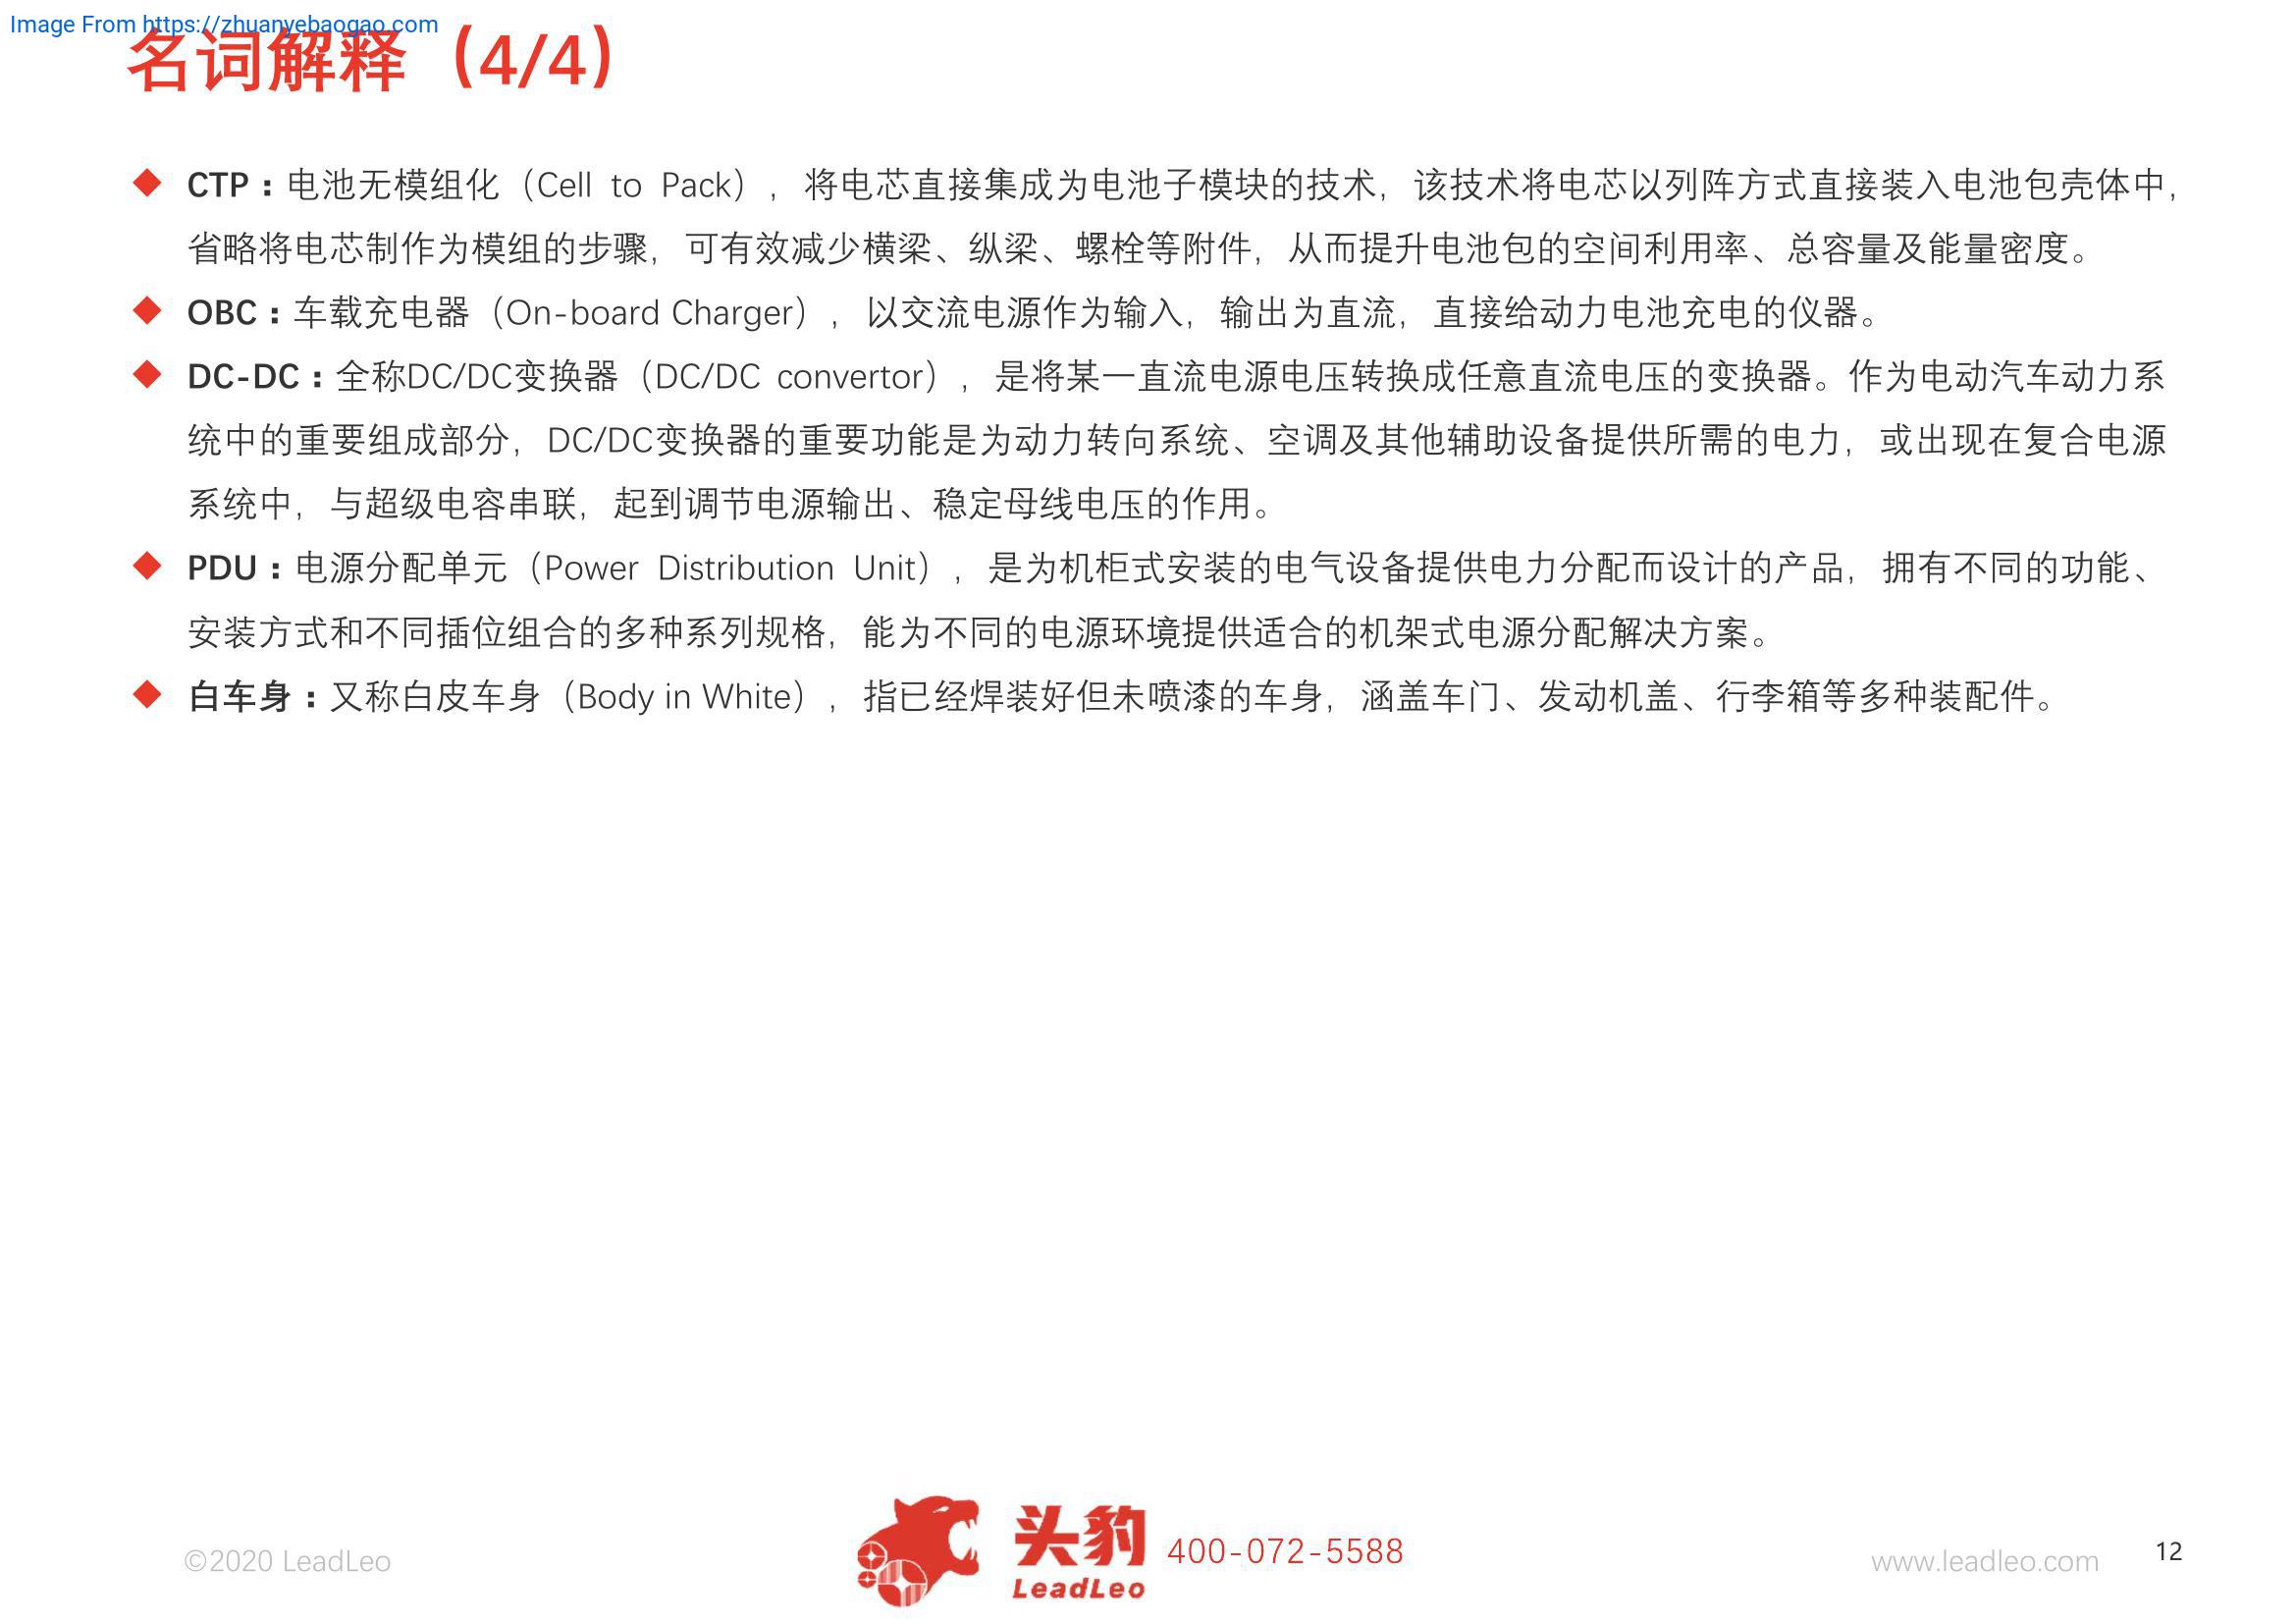 Image From https://zhuanyebaogao.com
名词解释（4/4）
CTP：电池无模组化（Cell to Pack），将电芯直接集成为电池子模块的技术，该技术将电芯以列阵方式直接装入电池包壳体中，
省略将电芯制作为模组的步骤，可有效减少横梁、纵梁、螺栓等附件，从而提升电池包的空间利用率、总容量及能量密度。
OBC：车载充电器（On-board Charger），以交流电源作为输入，输出为直流，直接给动力电池充电的仪器。
DC-DC：全称DC/DC变换器（DC/DC convertor），是将某一直流电源电压转换成任意直流电压的变换器。作为电动汽车动力系
统中的重要组成部分，DC/DC变换器的重要功能是为动力转向系统、空调及其他辅助设备提供所需的电力，或出现在复合电源
系统中，与超级电容串联，起到调节电源输出、稳定母线电压的作用。
PDU：电源分配单元（Power Distribution Unit），是为机柜式安装的电气设备提供电力分配而设计的产品，拥有不同的功能、
安装方式和不同插位组合的多种系列规格，能为不同的电源环境提供适合的机架式电源分配解决方案。
白车身：又称白皮车身（Body in White），指已经焊装好但未喷漆的车身，涵盖车门、发动机盖、行李箱等多种装配件。
©2020 LeadLeo
头豹
LeadLeo
400-072-5588
www.leadleo.com
12